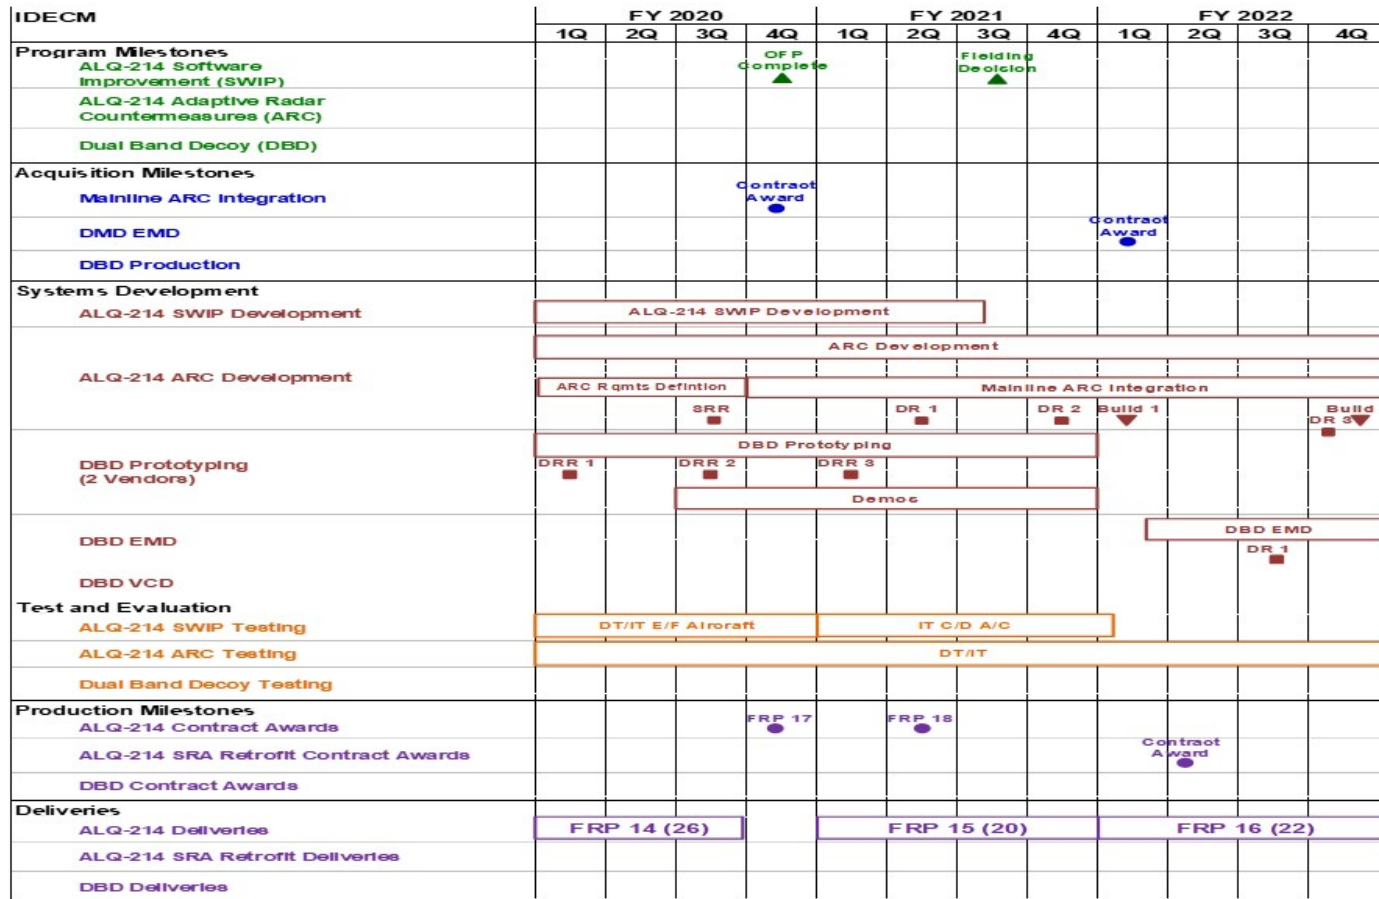 IDECM
FY 2020 FY 2021 FY 2022
1Q 2Q 3Q 4Q 1Q 2Q 3Q 4Q 1Q 2Q 3Q 4Q
Program Milestones
ALQ-214 Software
Improvement (SWIP)
OFP
Complete
Fielding
Decision
ALQ-214 Adaptive Radar
Countermeasures (ARC)
Dual Band Decoy (DBD)
Acquisition Milestones
Mainline ARC Integration
Contract
Award
DMD EMD
Contract
Award
DBD Production
Systems Development
ALQ-214 SWIP Development
ALQ-214 SWIP Development
ARC Development
ALQ-214 ARC Development
ARC Rqmts Defintion
Mainline ARC Integration
SRR DR 1 DR 2 Build 1 Build
DR 3
DBD Prototyping
DBD Prototyping
(2 Vendors)
DRR 1 DRR 2 DRR 3
Demos
DBD EMD
DBD EMD
DR 1
DBD VCD
Test and Evaluation
ALQ-214 SWIP Testing
DT/IT E/F Aircraft
IT C/D A/C
ALQ-214 ARC Testing
DT/IT
Dual Band Decoy Testing
Production Milestones
ALQ-214 Contract Awards
FRP 17 FRP 18
ALQ-214 SRA Retrofit Contract Awards
Contract
Award
DBD Contract Awards
Deliveries
ALQ-214 Deliveries
FRP 14 (26) FRP 15 (20) FRP 16 (22)
ALQ-214 SRA Retrofit Deliveries
DBD Deliveries